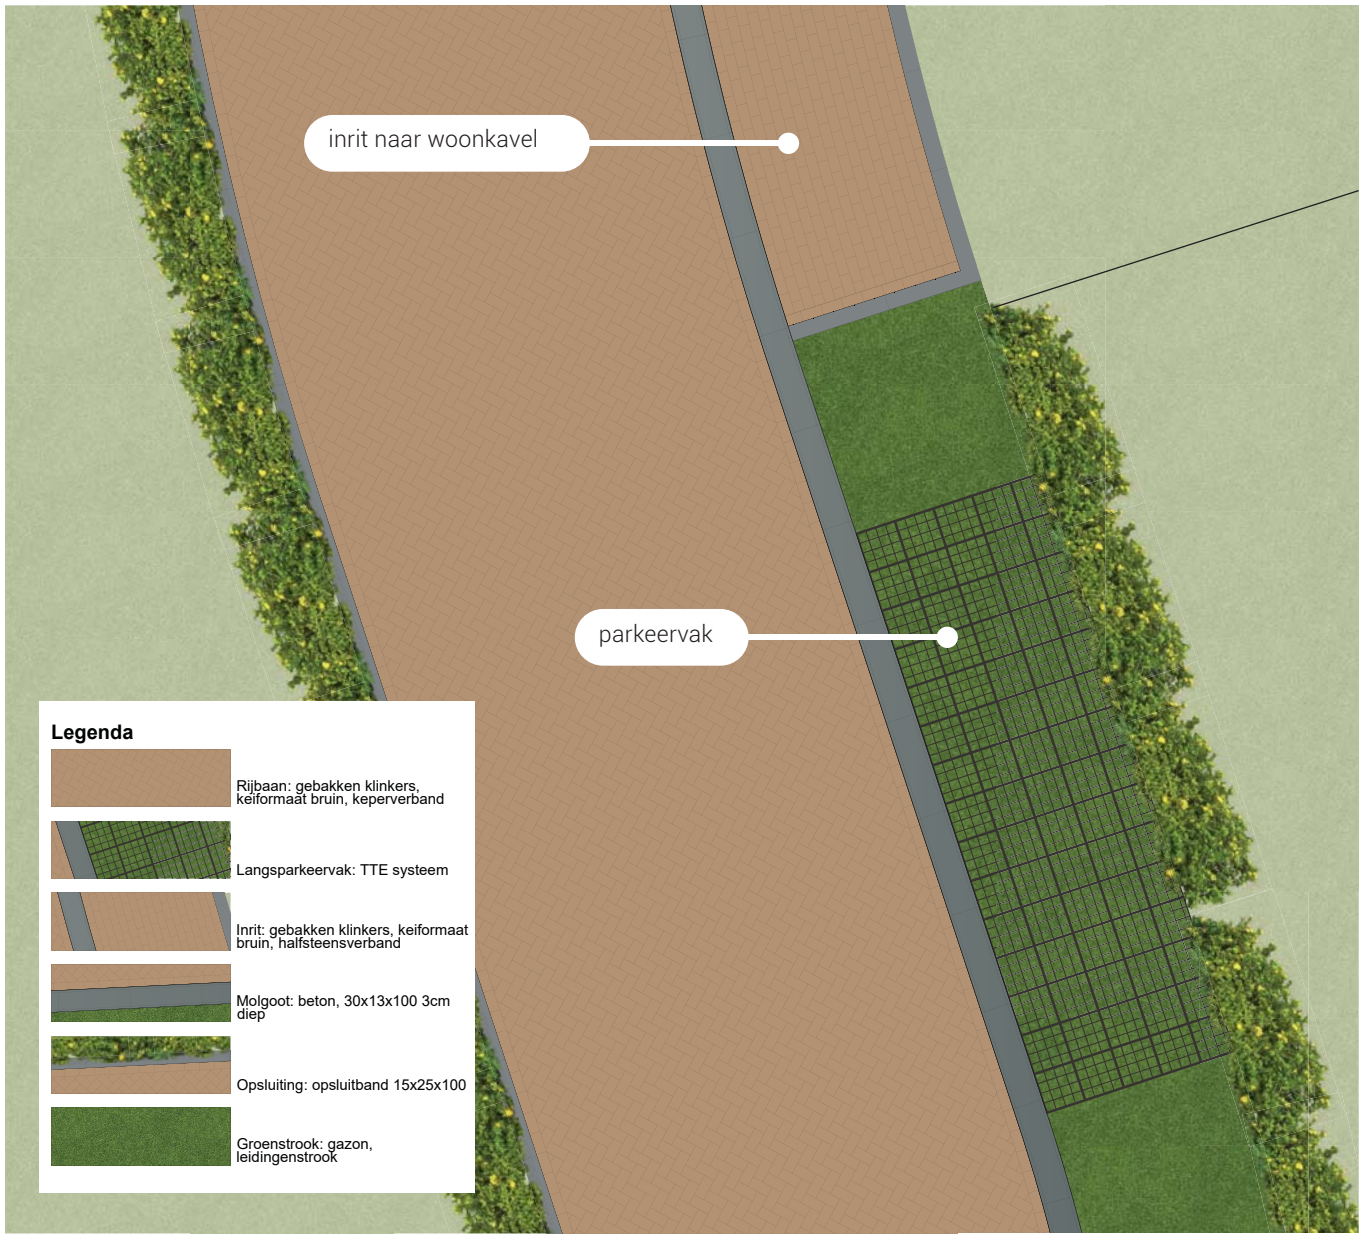 inrit naar woonkavel
parkeervak
Legenda
Rijbaan: gebakken klinkers,
keiformaat bruin, keperverband
Langsparkeervak: TTE systeem
Inrit: gebakken klinkers, keiformaat
bruin, halfsteensverband
Molgoot: beton, 30x13x100 3cm
diep
Opsluiting: opsluitband 15x25x100
Groenstrook: gazon,
leidingenstrook